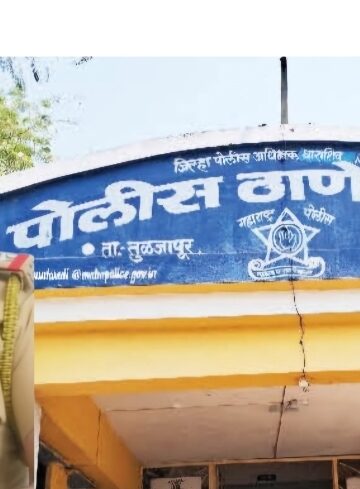 जिल्हा पोलीस अधिक्षक धाराशिव
पोलीस ठाणे
महाराष्ट्र पोलीस
● ता. तुळजापूर.